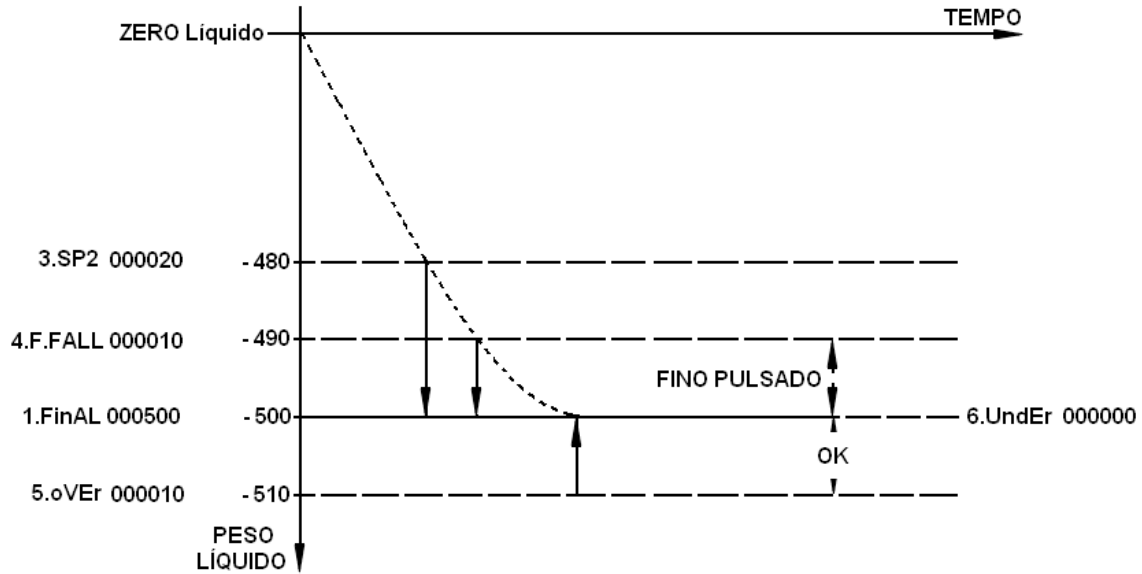 TEMPO
ZERO Líquido
3.SP2 000020 - 480
4.F.FALL 000010 - 490
FINO PULSADO
1.FinAL 000500 - 500 6.UndEr 000000
OK
5.oVEr 000010 - 510
PESO
LÍQUIDO